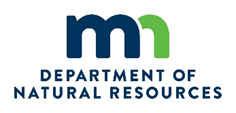 mn
DEPARTMENT OF
NATURAL RESOURCES